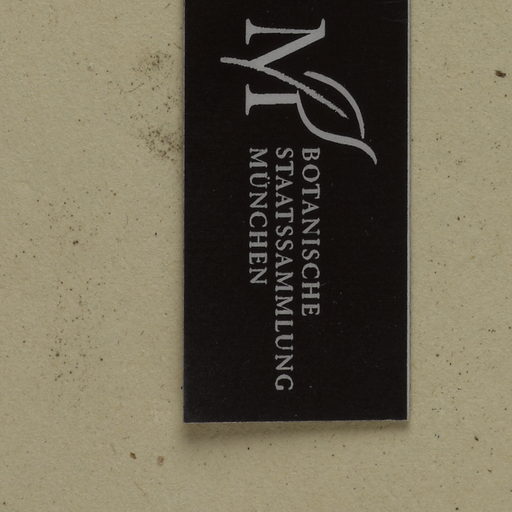 M
BOTANISCHE
STAATSSAMMLUNG
MÜNCHEN